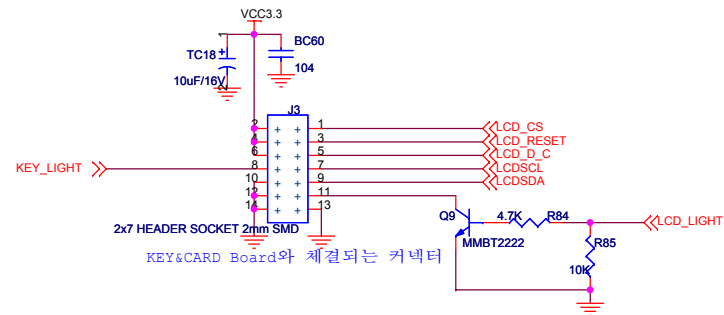 VCC3.3
1
TC18
+
10uF/16V
2
BC60
104
J3
2
1
LCD_CS
4
3
LCD_RESET
6
5
LCD_D_C
KEY_LIGHT
8
7
LCDSCL
10
9
LCDSDA
12
11
14
13
2x7 HEADER SOCKET 2mm SMD
Q9
4.7K
R84
LCD_LIGHT
MMBT2222
R85
10K
KEY&CARD Board와 체결되는 커넥터